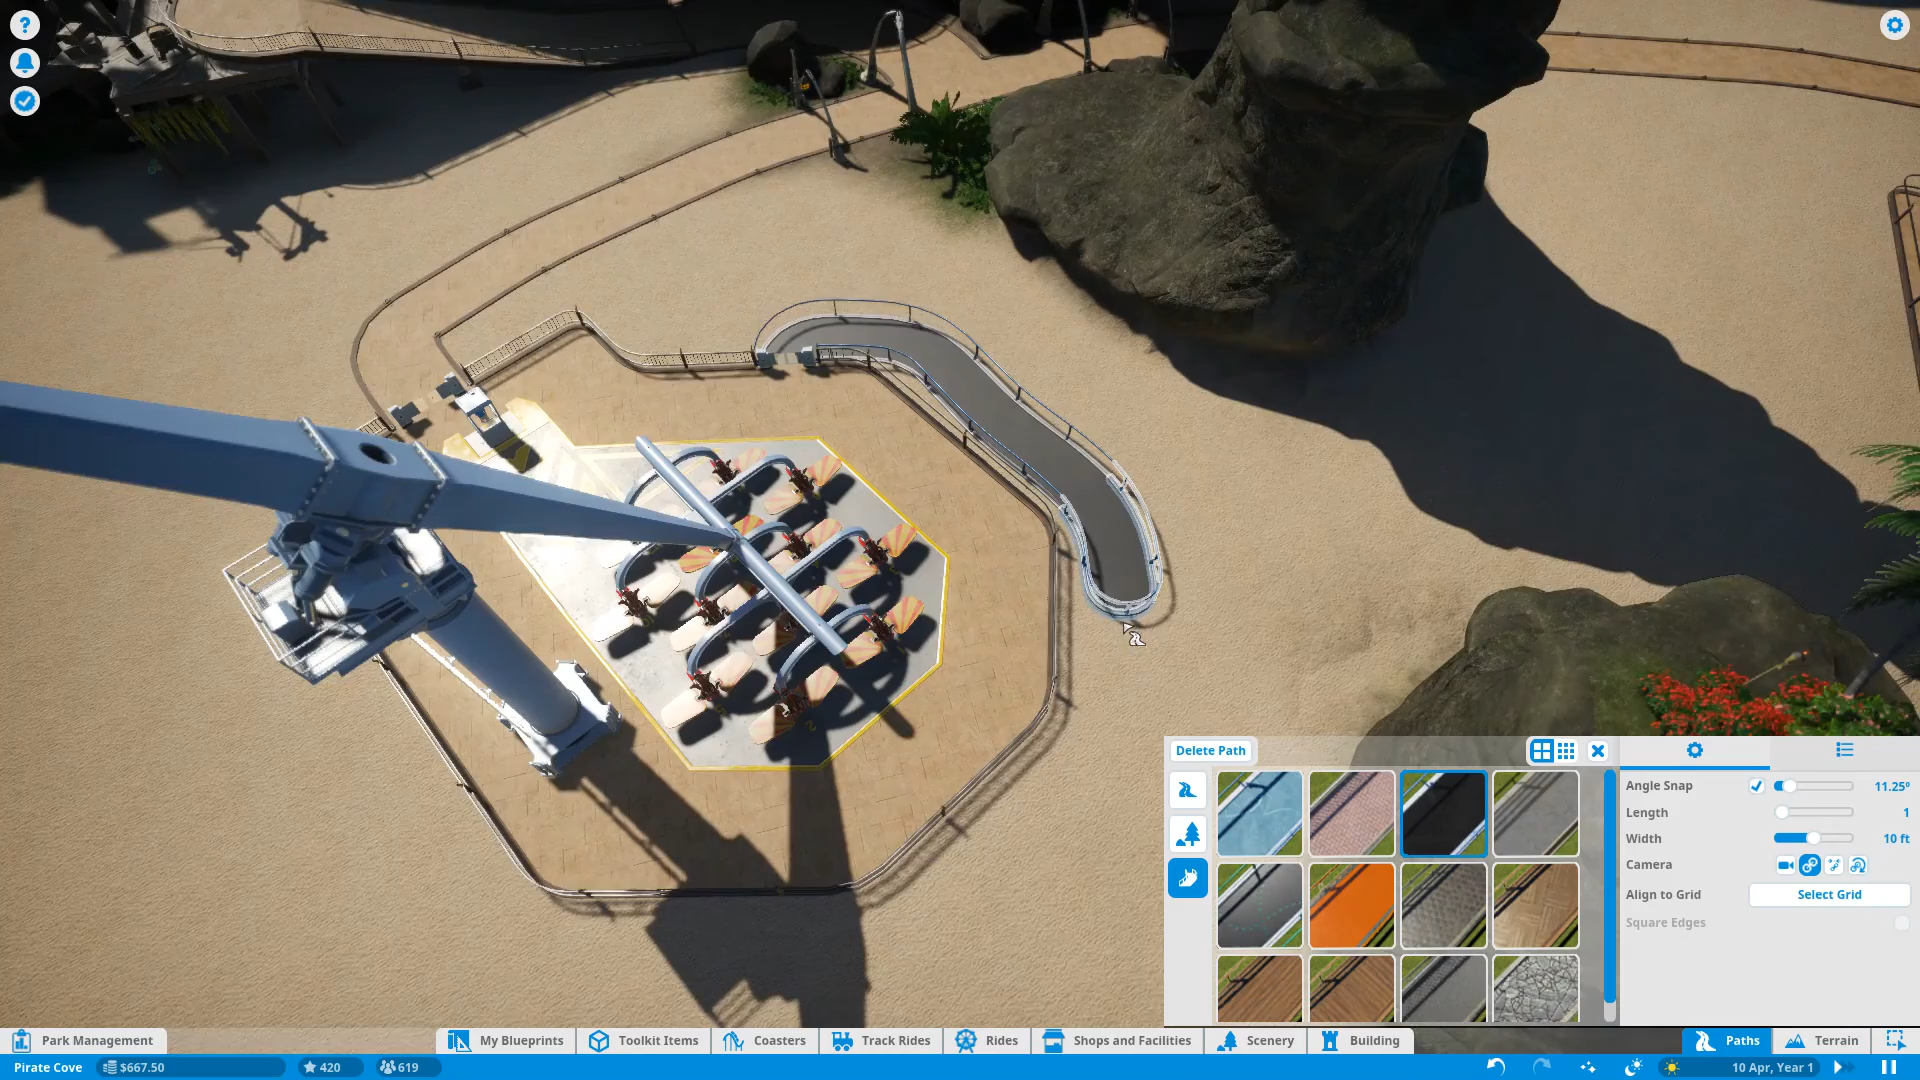 ?
Delete Path
Angle Snap 11.25º
Length 1
Width 10 ft
Camera
Align to Grid Select Grid
Square Edges
Park Management
My Blueprints Toolkit Items Coasters Track Rides Rides Shops and Facilities Scenery Building Paths Terrain
Pirate Cove $667.50 420 619 10 Apr, Year 1